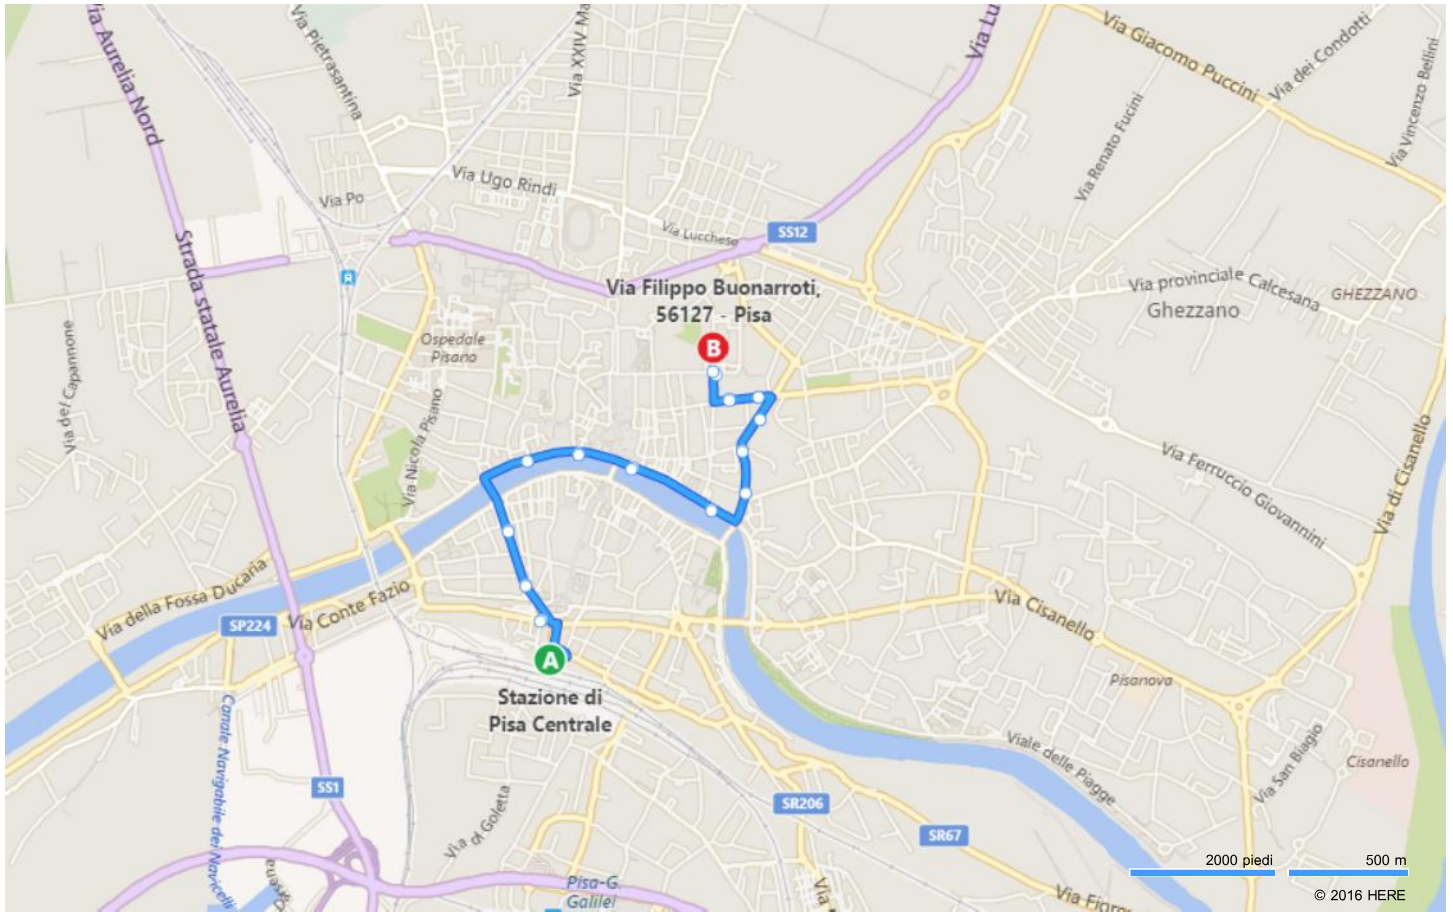 Via Aurelia Nord
Via Pietrasantina
Via XXIV Ma
Via Lu
Via Giacomo Puccini
Via dei Condotti
Via Vincenzo Bellini
Via Renato Fucini
Via Ugo Rindi
Via Po
Via Lucchese
SS12
Strada statale Aurelia
Via Filippo Buonarroti,
56127 - Pisa
B
Via provinciale Calcesana
GHEZZANO
Ghezzano
Ospedale
Pisano
Via del Capannone
Via Nicola Pisano
Via Ferruccio Giovannini
Via di Cisanello
Via della Fossa Ducaria
Via Conte Fazio
SP224
Via Cisanello
A
Stazione di
Pisa Centrale
Pisanova
Canale Navigabile dei Navicelli
Viale delle Piagge
Via San Biagio
Cisanello
SS1
Via di Goletta
SR206
SR67
2000 piedi
500 m
Pisa-G.
Galilei
Via Fior
© 2016 HERE